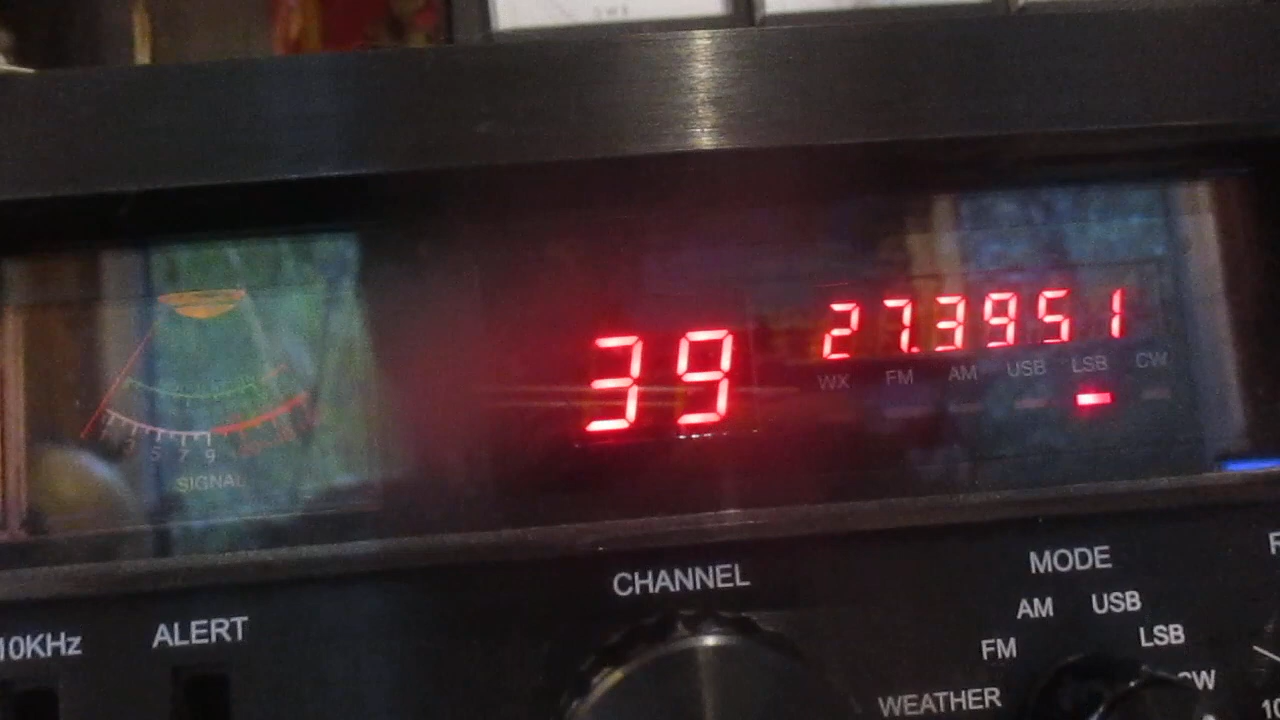 39
27.3951
WX FM AM USB LSB CW
5 7 9
SIGNAL
10KHz ALERT
CHANNEL
MODE
AM USB
FM LSB
WEATHER CW